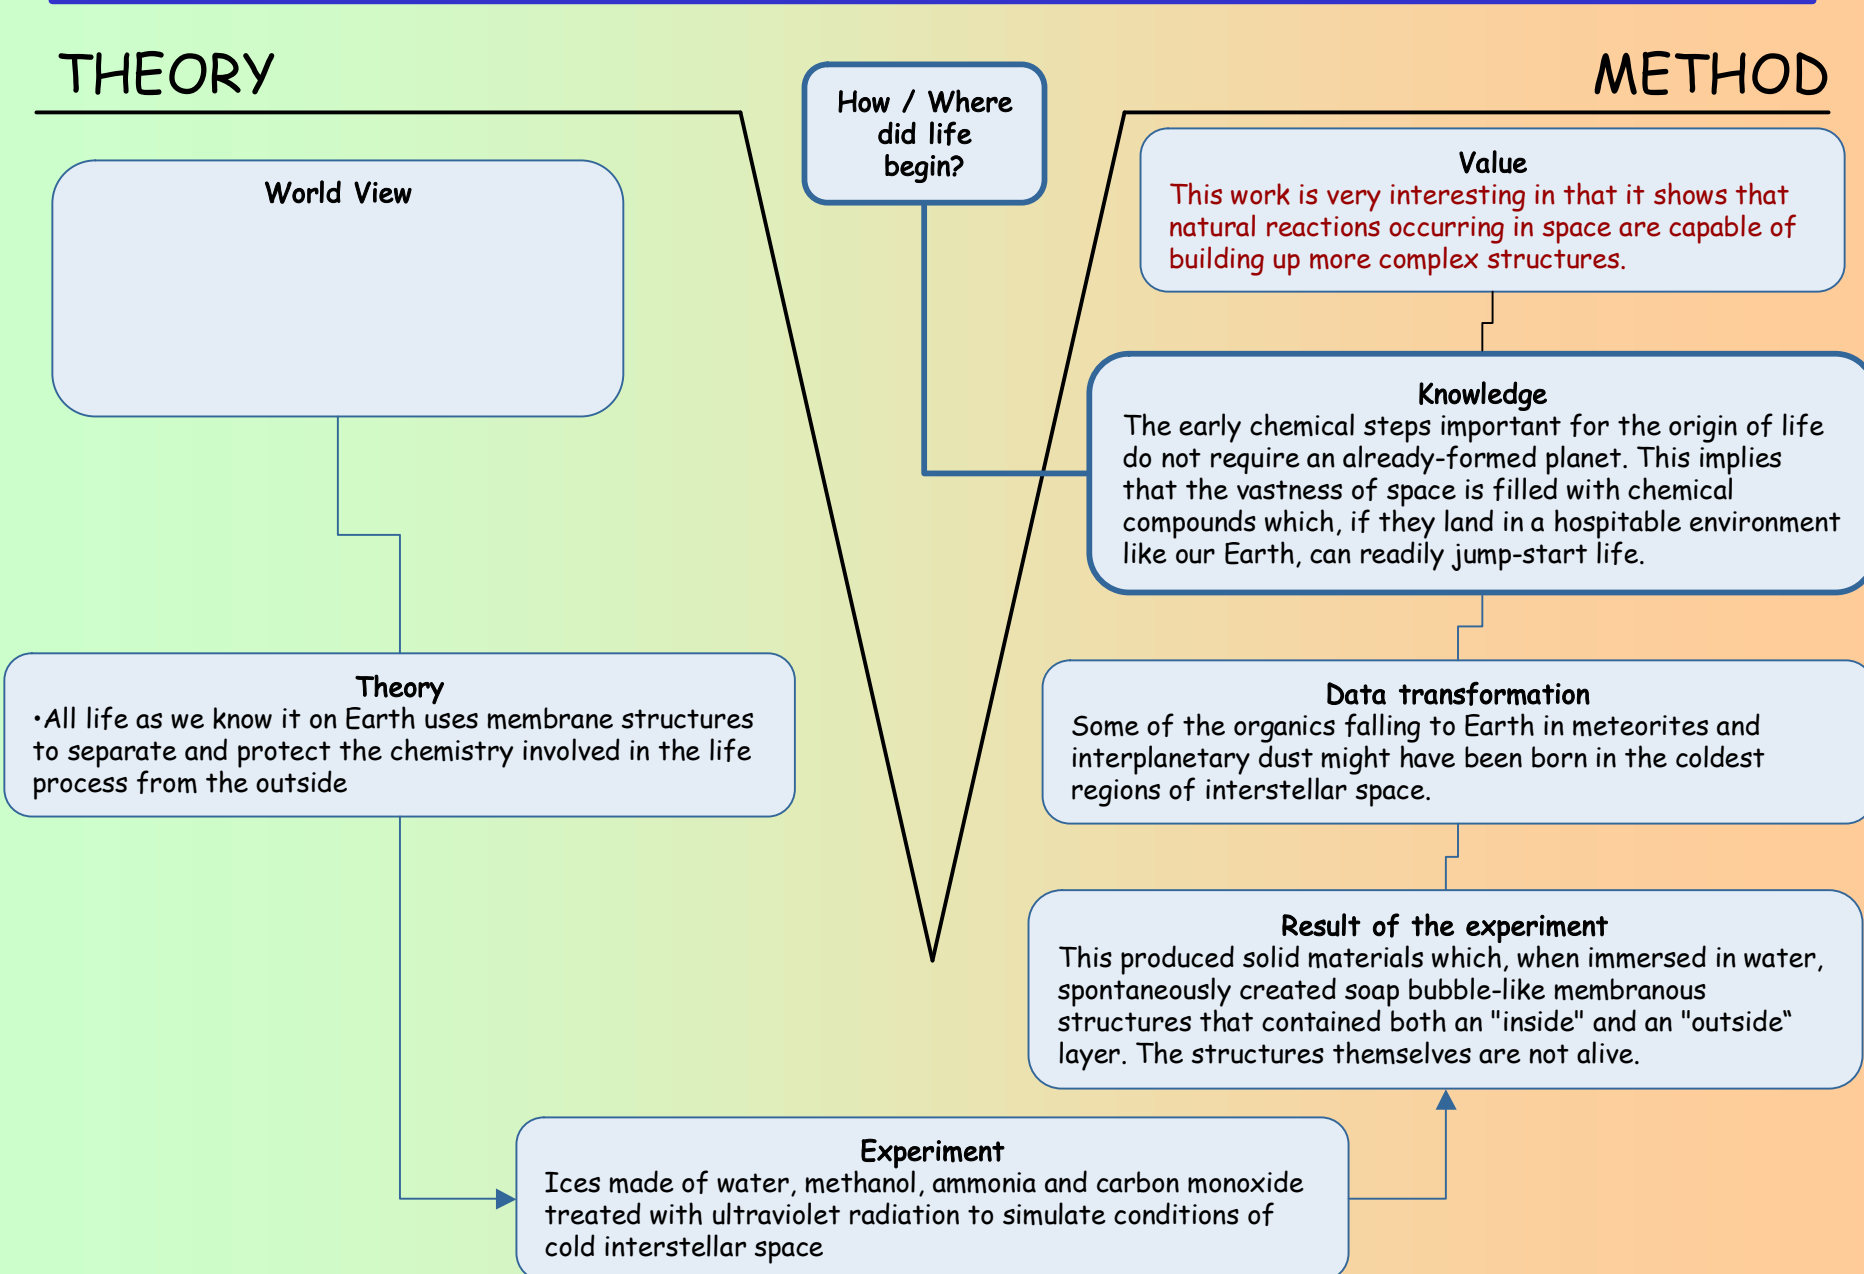 THEORY
METHOD
How / Where
did life
begin?
World View
Theory
•All life as we know it on Earth uses membrane structures
to separate and protect the chemistry involved in the life
process from the outside
Experiment
Ices made of water, methanol, ammonia and carbon monoxide
treated with ultraviolet radiation to simulate conditions of
cold interstellar space
Value
This work is very interesting in that it shows that
natural reactions occurring in space are capable of
building up more complex structures.
Knowledge
The early chemical steps important for the origin of life
do not require an already-formed planet. This implies
that the vastness of space is filled with chemical
compounds which, if they land in a hospitable environment
like our Earth, can readily jump-start life.
Data transformation
Some of the organics falling to Earth in meteorites and
interplanetary dust might have been born in the coldest
regions of interstellar space.
Result of the experiment
This produced solid materials which, when immersed in water,
spontaneously created soap bubble-like membranous
structures that contained both an "inside" and an "outside“
layer. The structures themselves are not alive.